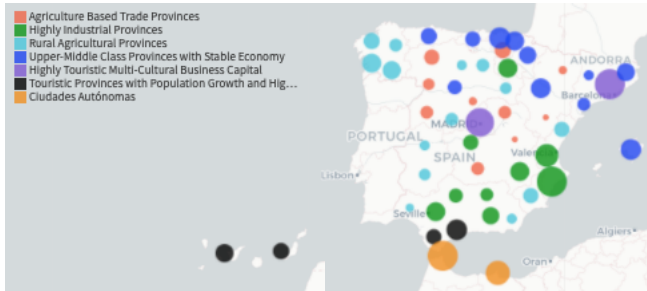 Agriculture Based Trade Provinces
Highly Industrial Provinces
Rural Agricultural Provinces
Upper-Middle Class Provinces with Stable Economy
Highly Touristic Multi-Cultural Business Capital
Touristic Provinces with Population Growth and Hig...
Ciudades Autónomas
ANDORRA
Barcelona
MADRID
PORTUGAL
SPAIN
Valencia
Lisbon
Seville
Algiers
Oran